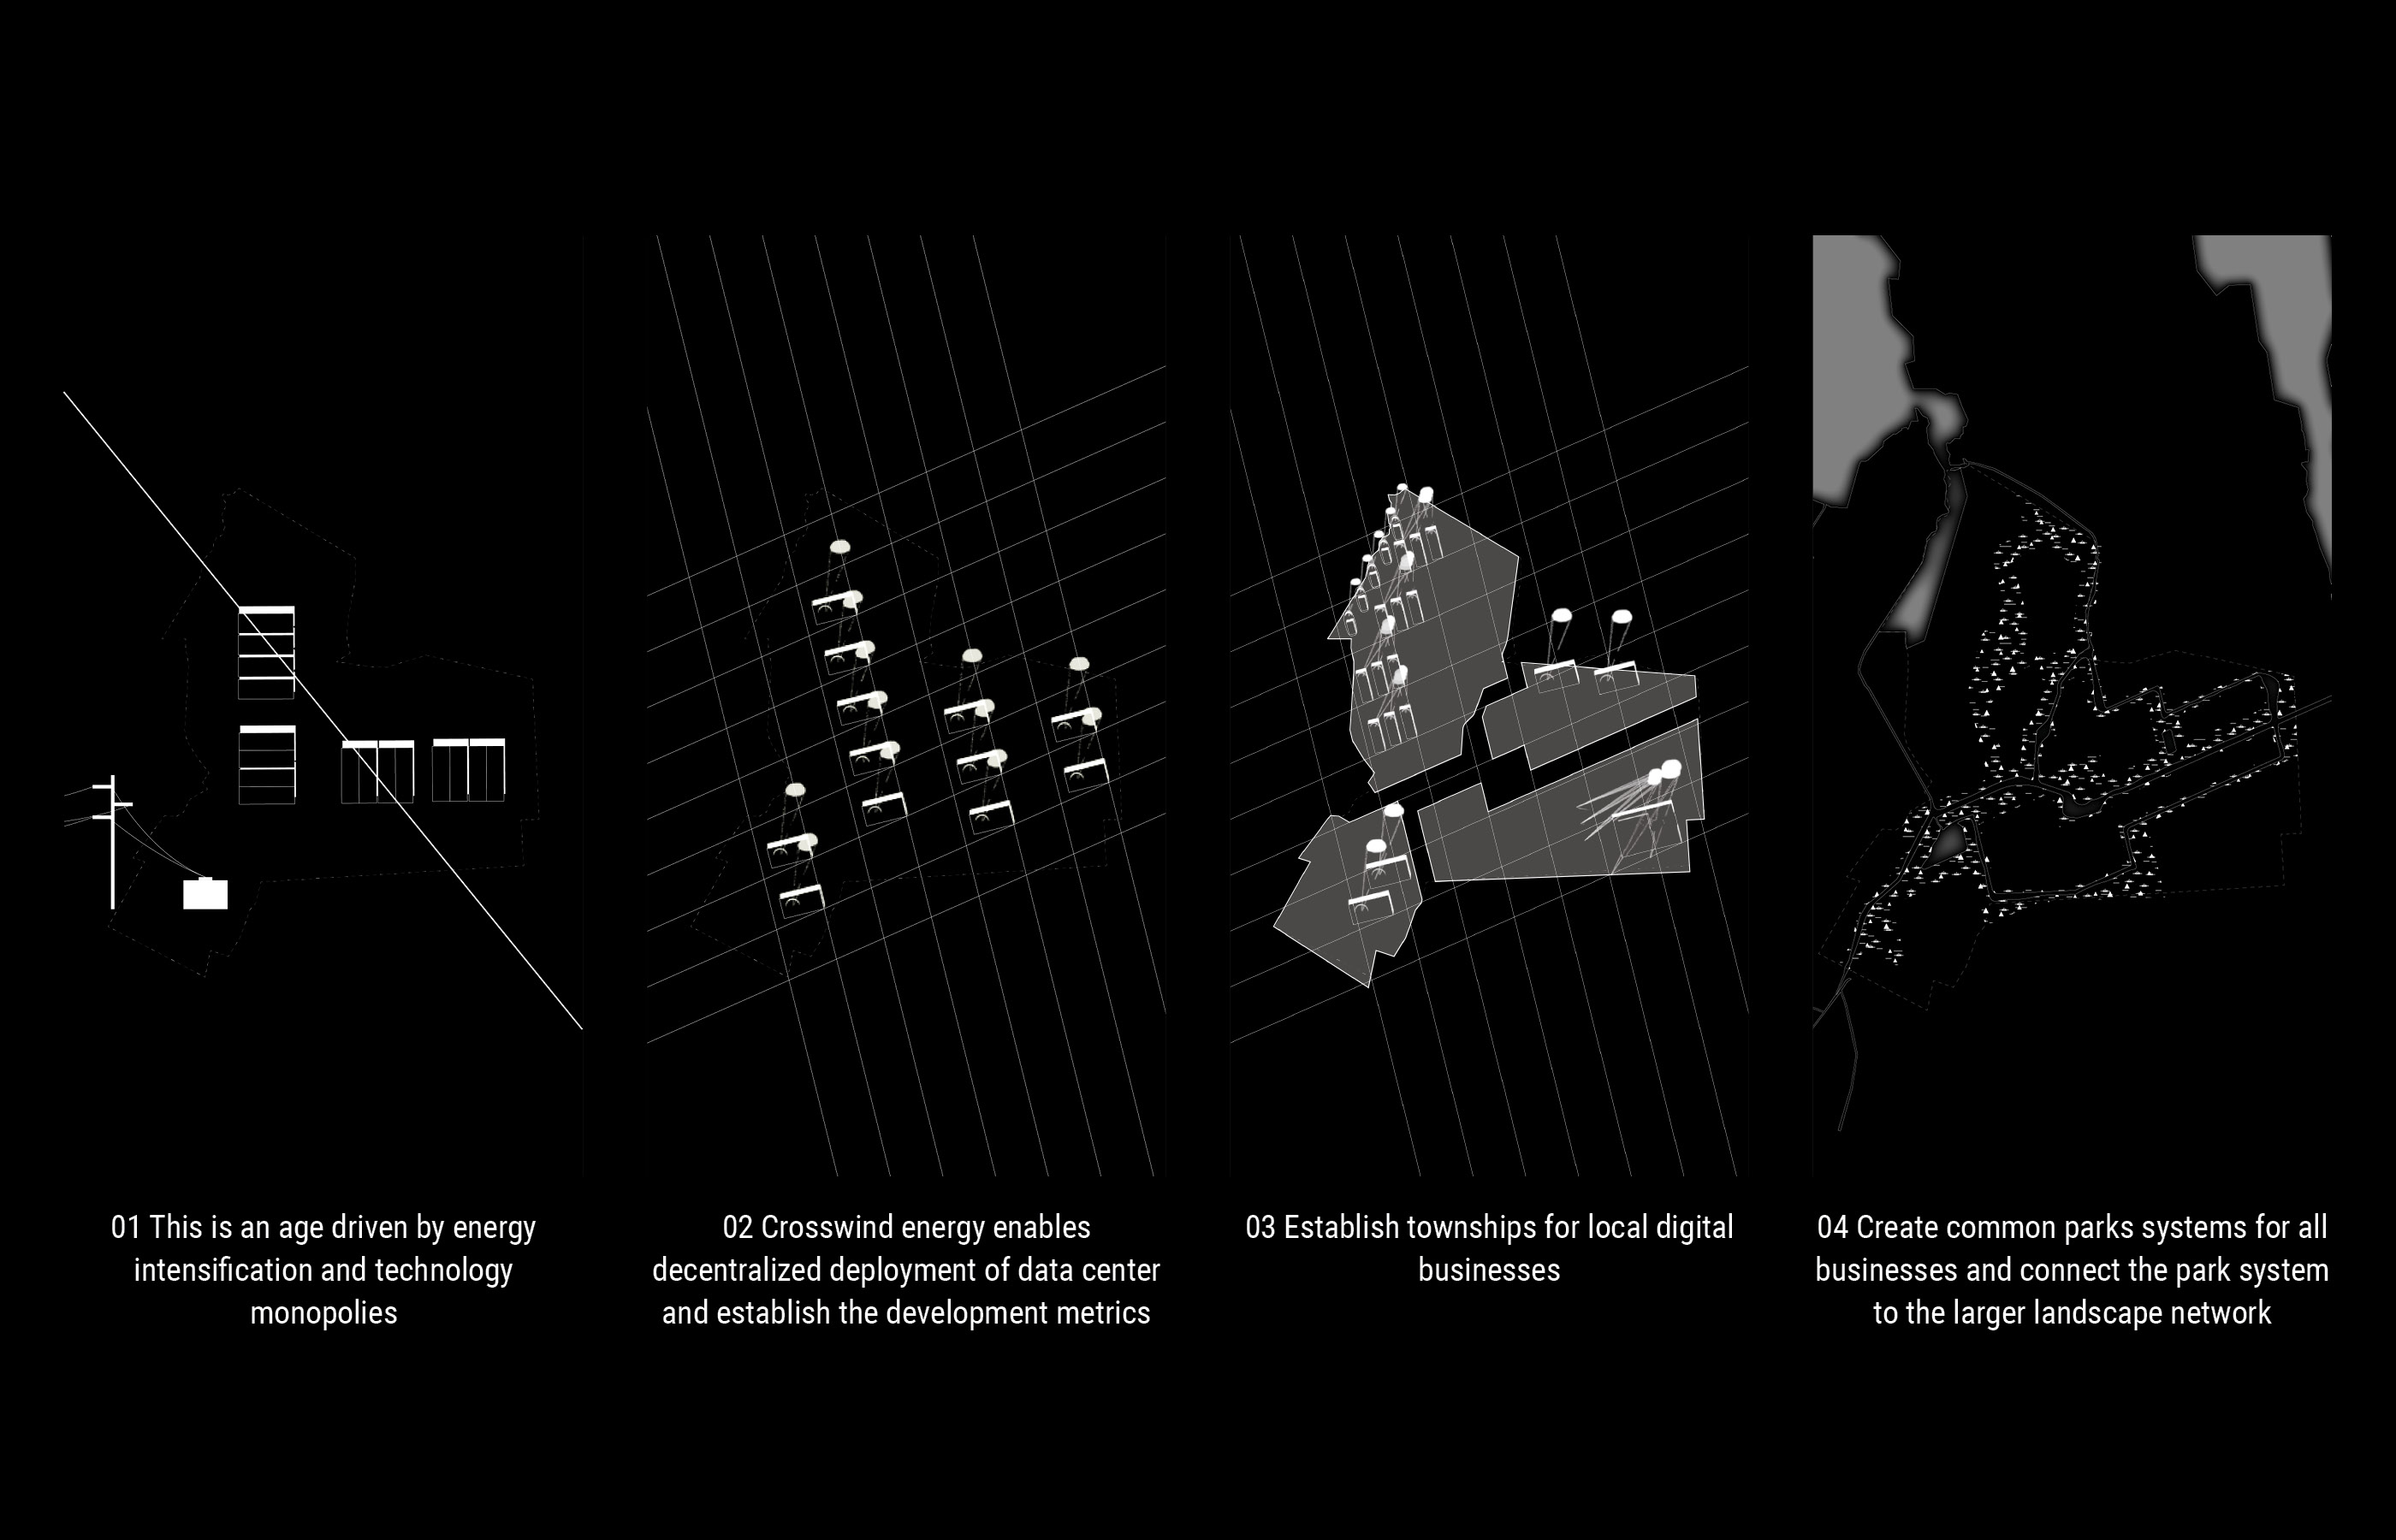 01 This is an age driven by energy
intensification and technology
monopolies
02 Crosswind energy enables
decentralized deployment of data center
and establish the development metrics
03 Establish townships for local digital
businesses
04 Create common parks systems for all
businesses and connect the park system
to the larger landscape network